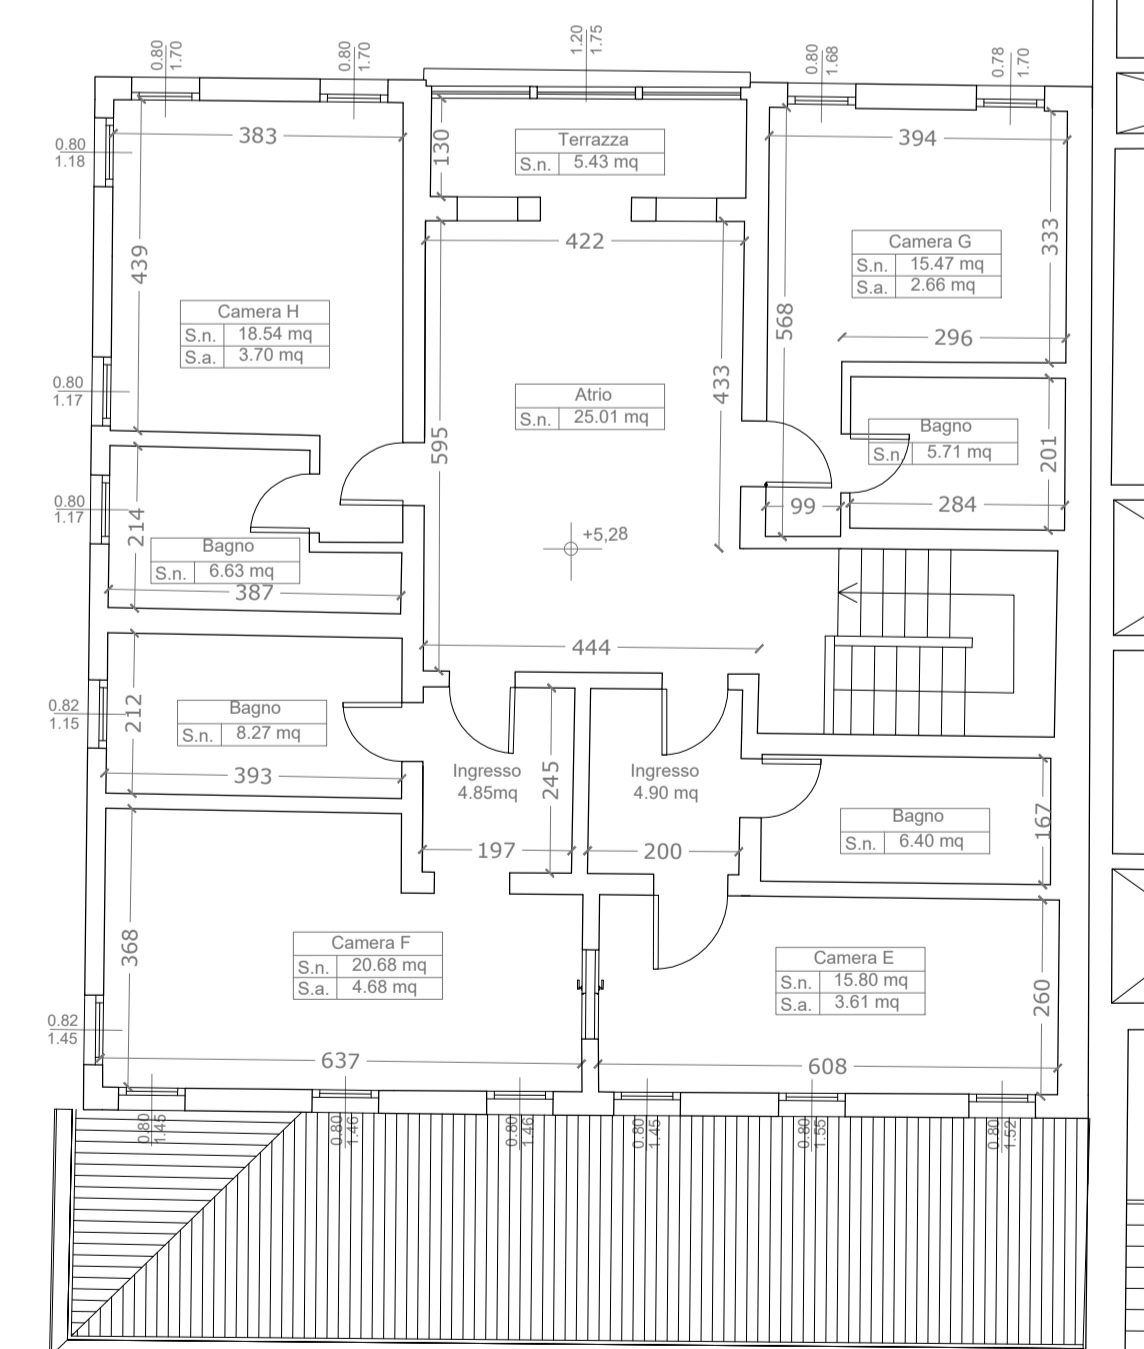 0.80
1.70
0.80
1.70
1.20
1.75
0.80
1.68
0.78
1.70
0.80
1.18
383
130
Terrazza
S.n. 5.43 mq
394
439
422
Camera G
S.n. 15.47 mq
S.a. 2.66 mq
333
Camera H
S.n. 18.54 mq
S.a. 3.70 mq
568
296
433
0.80
1.17
Atrio
S.n. 25.01 mq
595
Bagno
S.n. 5.71 mq
201
0.80
1.17
214
99
284
+5,28
Bagno
S.n. 6.63 mq
387
444
0.82
1.15
212
Bagno
S.n. 8.27 mq
393
Ingresso
4.85mq
245
Ingresso
4.90 mq
197
200
Bagno
S.n. 6.40 mq
167
368
Camera F
S.n. 20.68 mq
S.a. 4.68 mq
Camera E
S.n. 15.80 mq
S.a. 3.61 mq
260
0.82
1.45
637
608
0.80
1.45
0.80
1.46
0.80
1.46
0.80
1.45
0.80
1.55
0.80
1.52